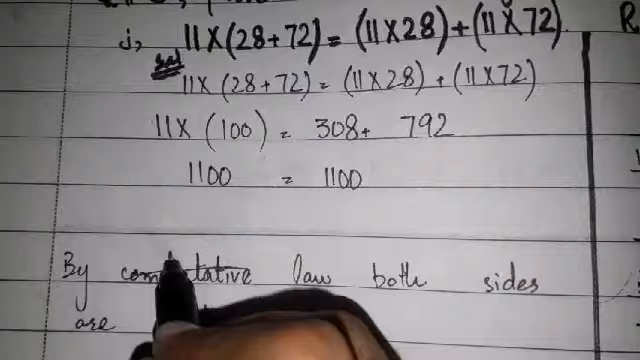 j, 11×(28+72)=(11×28)+(11×72)
Sol
11×(28+72)=(11×28)+(11×72)
11×(100) = 308+ 792
1100 = 1100
By law both sides
are
R